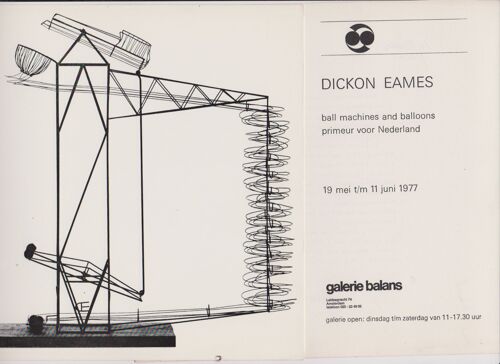 DICKON EAMES
ball machines and balloons
primeur voor Nederland
19 mei t/m 11 juni 1977
galerie balans
Amsterdam
galerie open: dinsdag t/m zaterdag van 11-17.30 uur